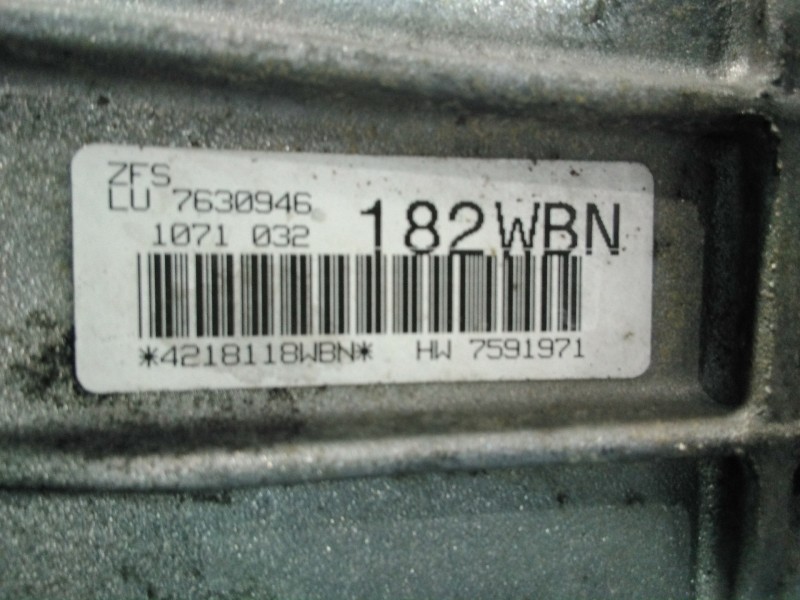 ZFS
LU 7630946
1071 032 182WBN
*4218118WBN* HW 7591971